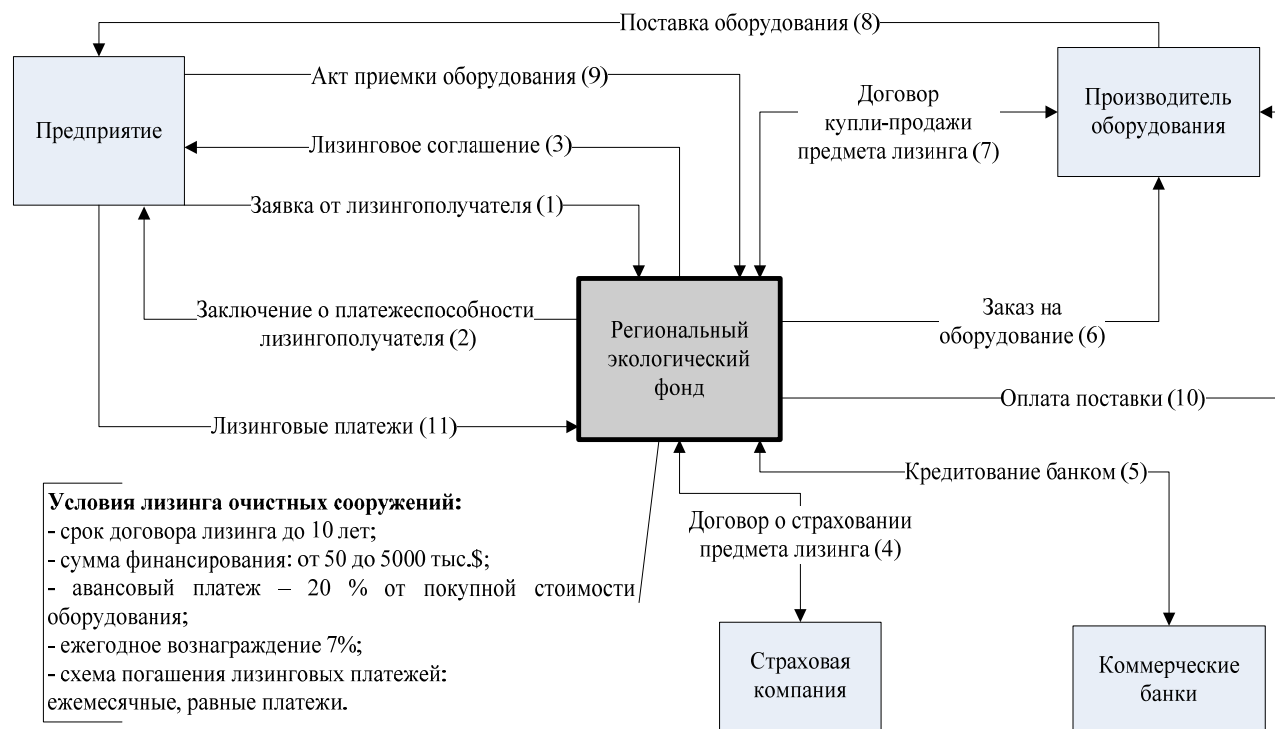 Поставка оборудования (8)
Предприятие
Акт приемки оборудования (9)
Договор
купли-продажи
предмета лизинга (7)
Производитель
оборудования
Лизинговое соглашение (3)
Заявка от лизингополучателя (1)
Заключение о платежеспособности
лизингополучателя (2)
Региональный
экологический
фонд
Заказ на
оборудование (6)
Оплата поставки (10)
Лизинговые платежи (11)
Кредитование банком (5)
Договор о страховании
предмета лизинга (4)
Условия лизинга очистных сооружений:
- срок договора лизинга до 10 лет;
- сумма финансирования: от 50 до 5000 тыс.$;
- авансовый платеж – 20 % от покупной стоимости
оборудования;
- ежегодное вознаграждение 7%;
- схема погашения лизинговых платежей:
ежемесячные, равные платежи.
Страховая
компания
Коммерческие
банки